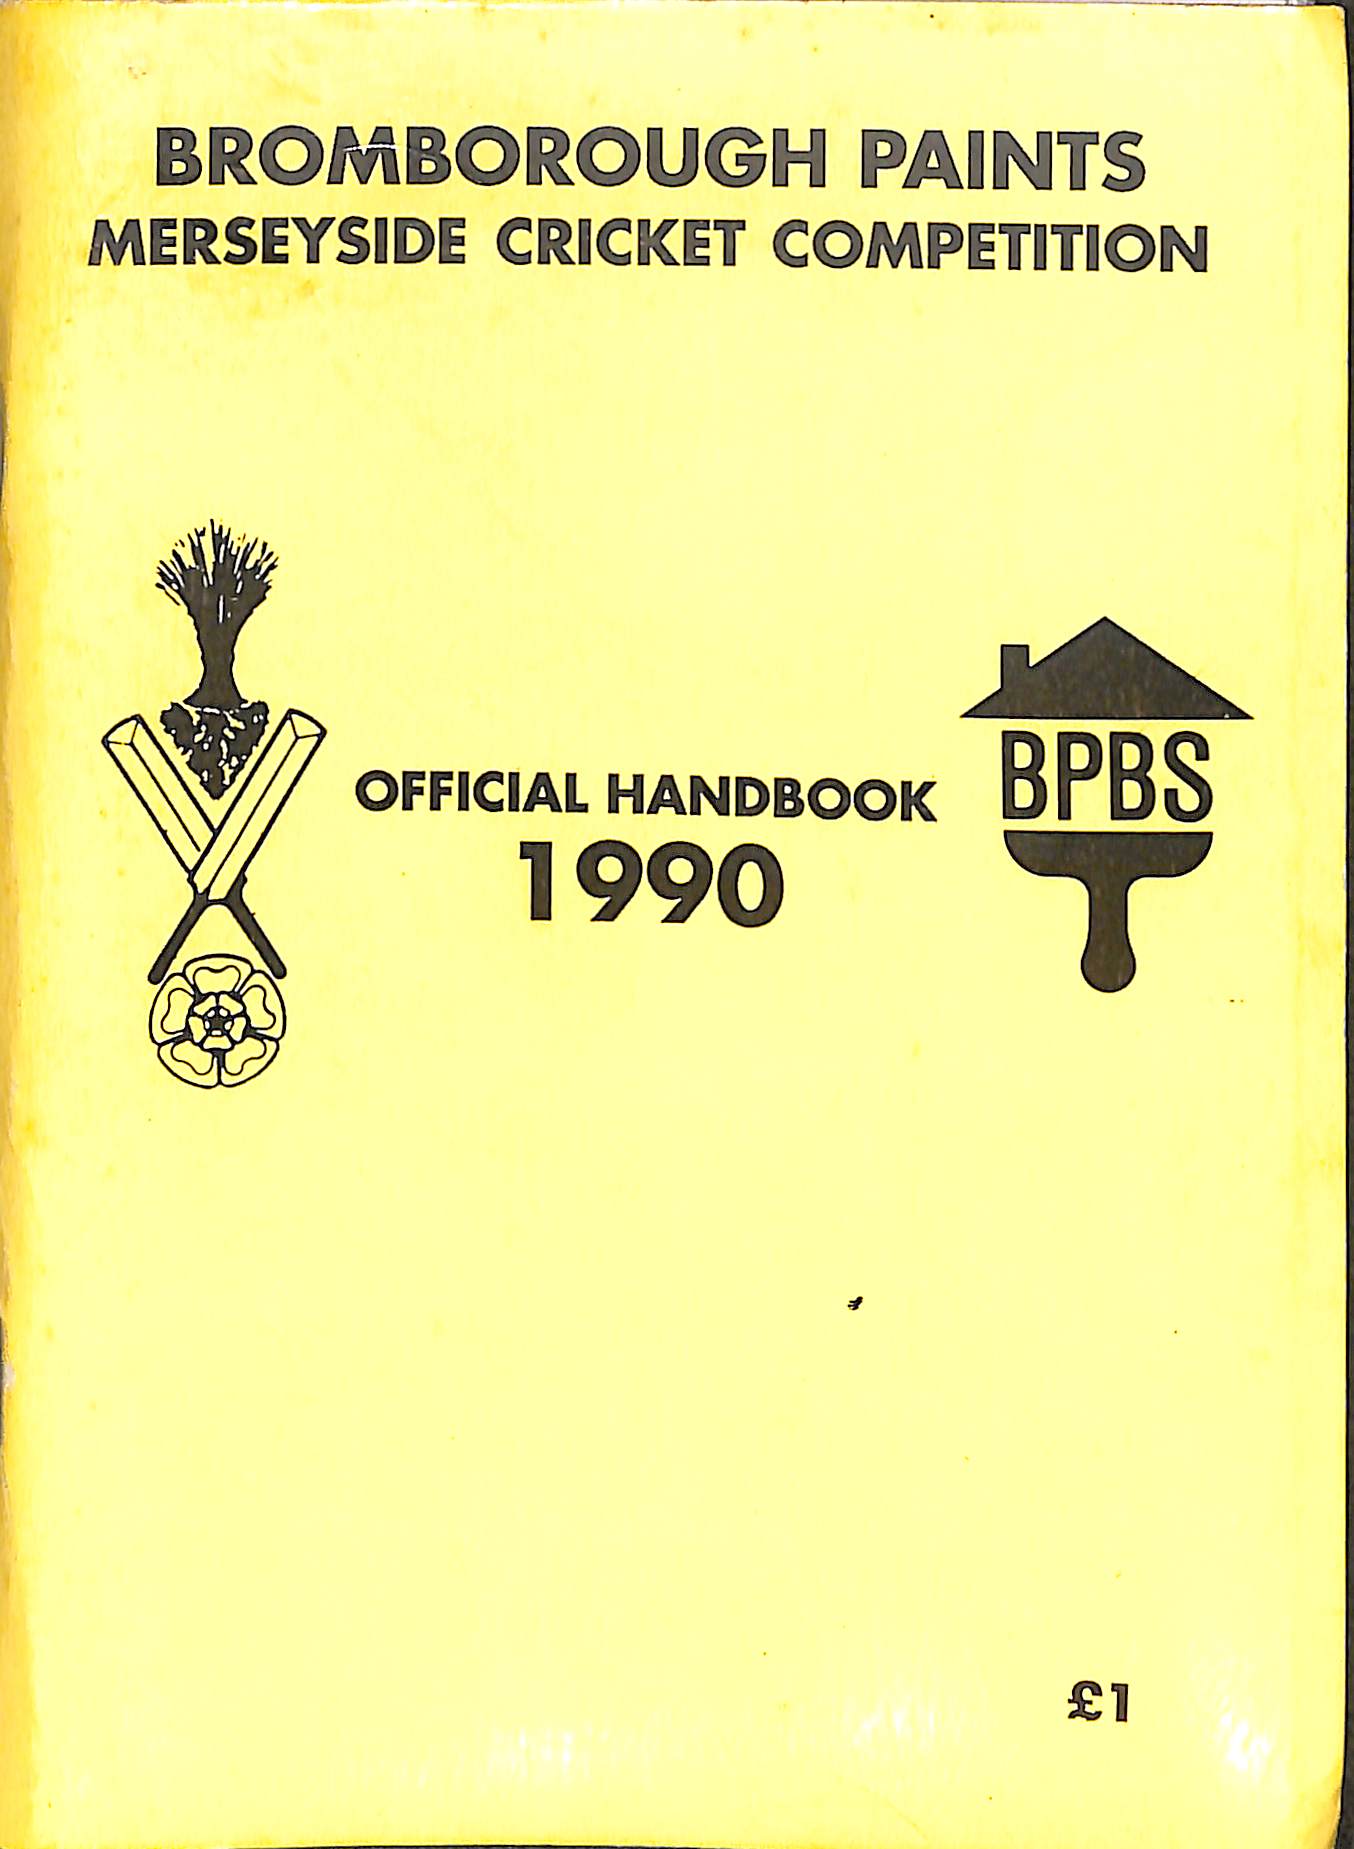 BROMBOROUGH PAINTS
MERSEYSIDE CRICKET COMPETITION
OFFICIAL HANDBOOK
1990
BPBS
£1